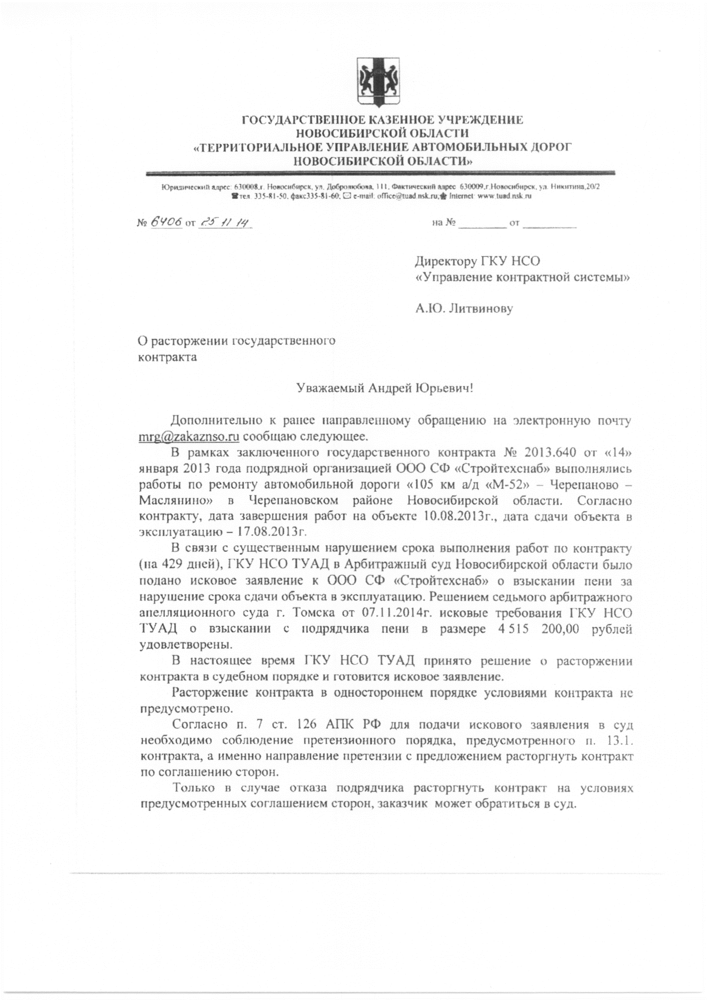 ГОСУДАРСТВЕННОЕ КАЗЕННОЕ УЧРЕЖДЕНИЕ
НОВОСИБИРСКОЙ ОБЛАСТИ
«ТЕРРИТОРИАЛЬНОЕ УПРАВЛЕНИЕ АВТОМОБИЛЬНЫХ ДОРОГ
НОВОСИБИРСКОЙ ОБЛАСТИ»
Юридический адрес: 630008,г. Новосибирск, ул. Добролюбова, 111. Фактический адрес 630009,г.Новосибирск, ул. Никитина,20/2
тел. 335-81-50, факс335-81-60; e-mail: office@tuad.nsk.ru; Internet: www.tuad.nsk.ru
№ 6406 от 25 11 14 на № ________ от ________
Директору ГКУ НСО
«Управление контрактной системы»
А.Ю. Литвинову
О расторжении государственного
контракта
Уважаемый Андрей Юрьевич!
Дополнительно к ранее направленному обращению на электронную почту
mrg@zakaznso.ru сообщаю следующее.
В рамках заключенного государственного контракта № 2013.640 от «14»
января 2013 года подрядной организацией ООО СФ «Стройтехснаб» выполнялись
работы по ремонту автомобильной дороги «105 км а/д «М-52» – Черепаново –
Маслянино» в Черепановском районе Новосибирской области. Согласно
контракту, дата завершения работ на объекте 10.08.2013г., дата сдачи объекта в
эксплуатацию – 17.08.2013г.
В связи с существенным нарушением срока выполнения работ по контракту
(на 429 дней), ГКУ НСО ТУАД в Арбитражный суд Новосибирской области было
подано исковое заявление к ООО СФ «Стройтехснаб» о взыскании пени за
нарушение срока сдачи объекта в эксплуатацию. Решением седьмого арбитражного
апелляционного суда г. Томска от 07.11.2014г. исковые требования ГКУ НСО
ТУАД о взыскании с подрядчика пени в размере 4 515 200,00 рублей
удовлетворены.
В настоящее время ГКУ НСО ТУАД принято решение о расторжении
контракта в судебном порядке и готовится исковое заявление.
Расторжение контракта в одностороннем порядке условиями контракта не
предусмотрено.
Согласно п. 7 ст. 126 АПК РФ для подачи искового заявления в суд
необходимо соблюдение претензионного порядка, предусмотренного п. 13.1.
контракта, а именно направление претензии с предложением расторгнуть контракт
по соглашению сторон.
Только в случае отказа подрядчика расторгнуть контракт на условиях
предусмотренных соглашением сторон, заказчик может обратиться в суд.